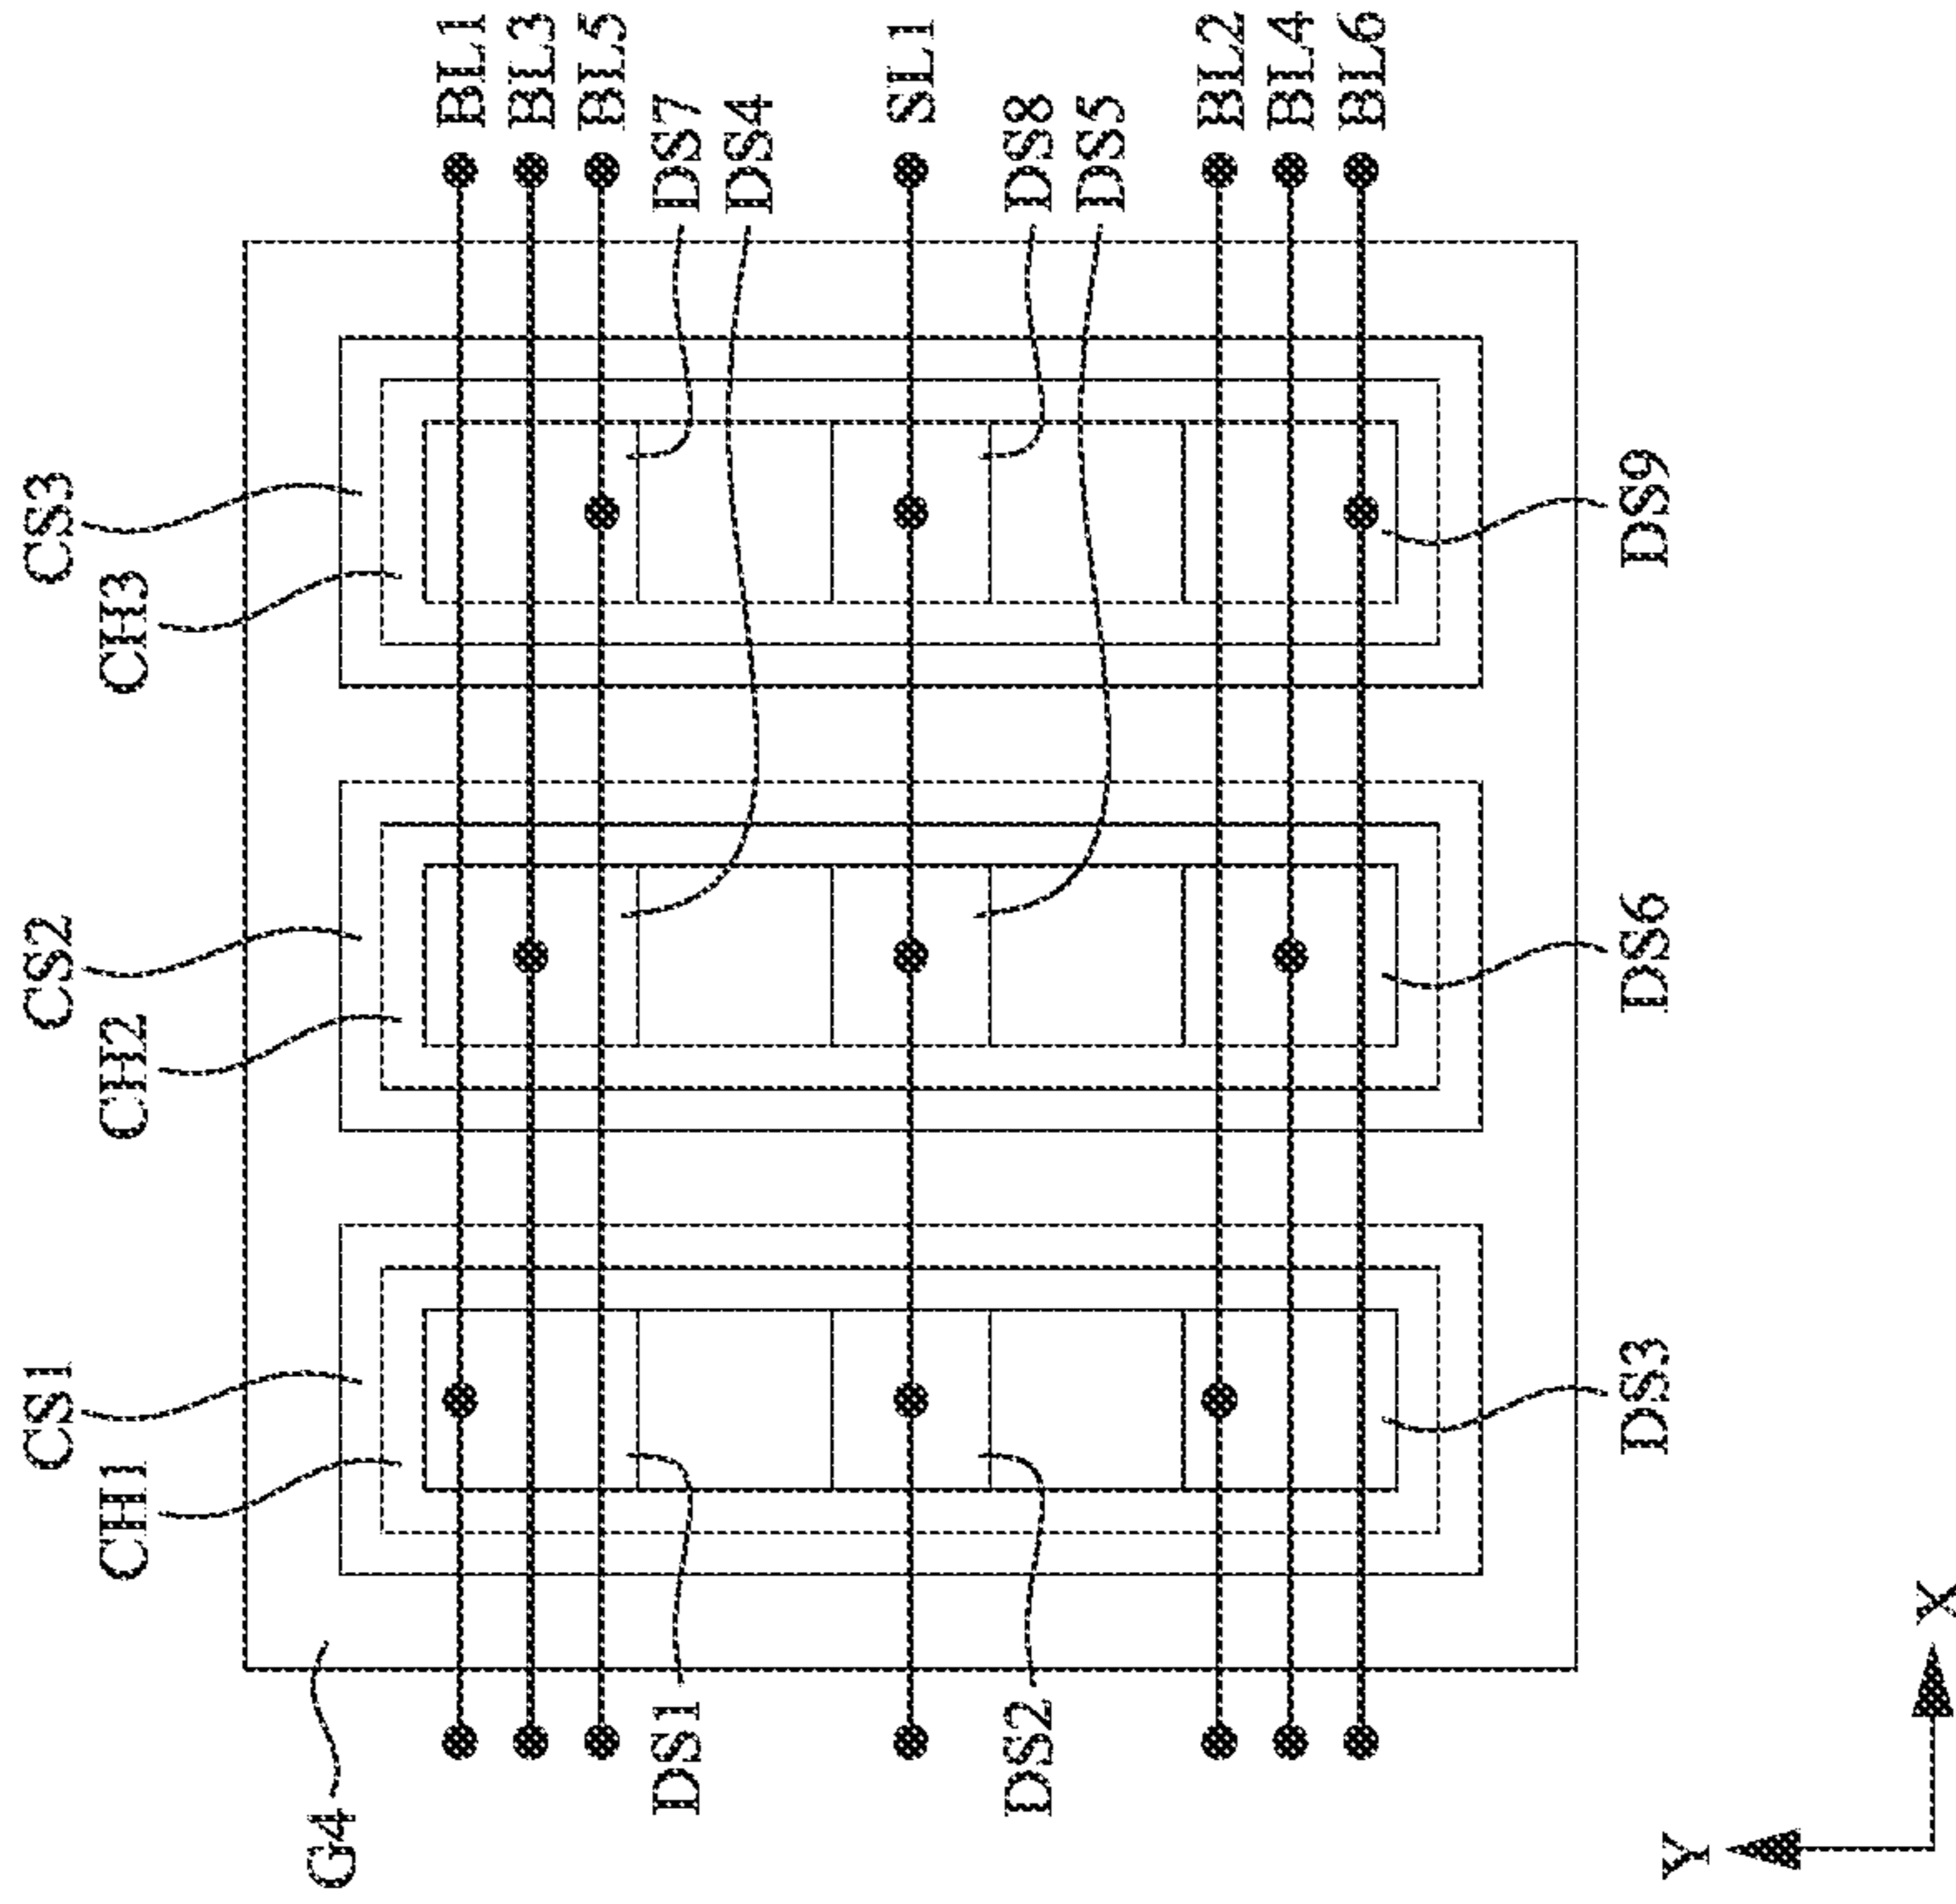 BL1
BL3
BL5
DS7
DS4
SL1
DS8
DS5
BL2
BL4
BL6
CS3
CH3
CS2
CH2
CS1
CH1
DS9
DS6
DS3
G4
DS1
DS2
Y
X